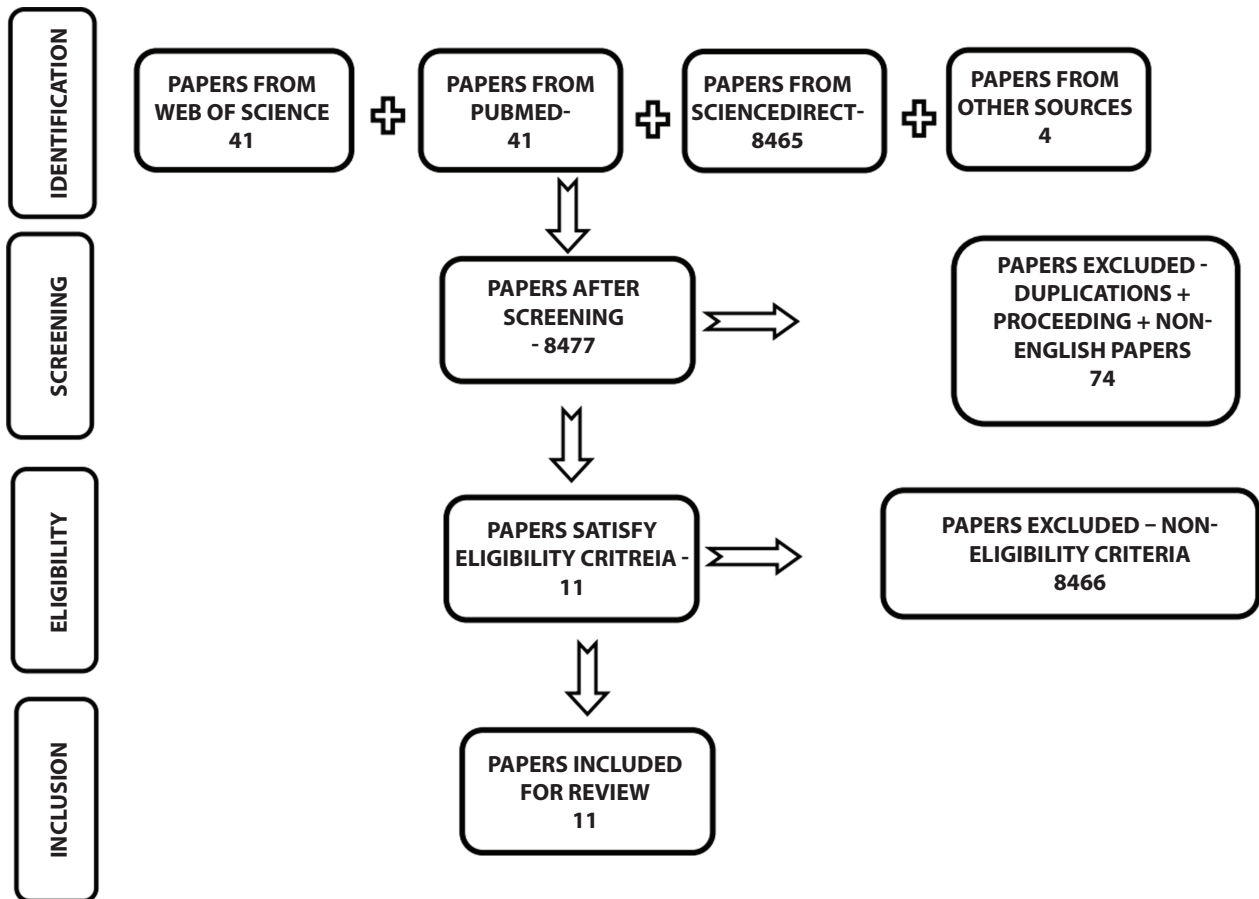 IDENTIFICATION
PAPERS FROM
WEB OF SCIENCE
41
PAPERS FROM
PUBMED-
41
PAPERS FROM
SCIENCEDIRECT-
8465
PAPERS FROM
OTHER SOURCES
4
SCREENING
PAPERS AFTER
SCREENING
- 8477
PAPERS EXCLUDED -
DUPLICATIONS +
PROCEEDING + NON-
ENGLISH PAPERS
74
ELIGIBILITY
PAPERS SATISFY
ELIGIBILITY CRITREIA -
11
PAPERS EXCLUDED – NON-
ELIGIBILITY CRITERIA
8466
INCLUSION
PAPERS INCLUDED
FOR REVIEW
11